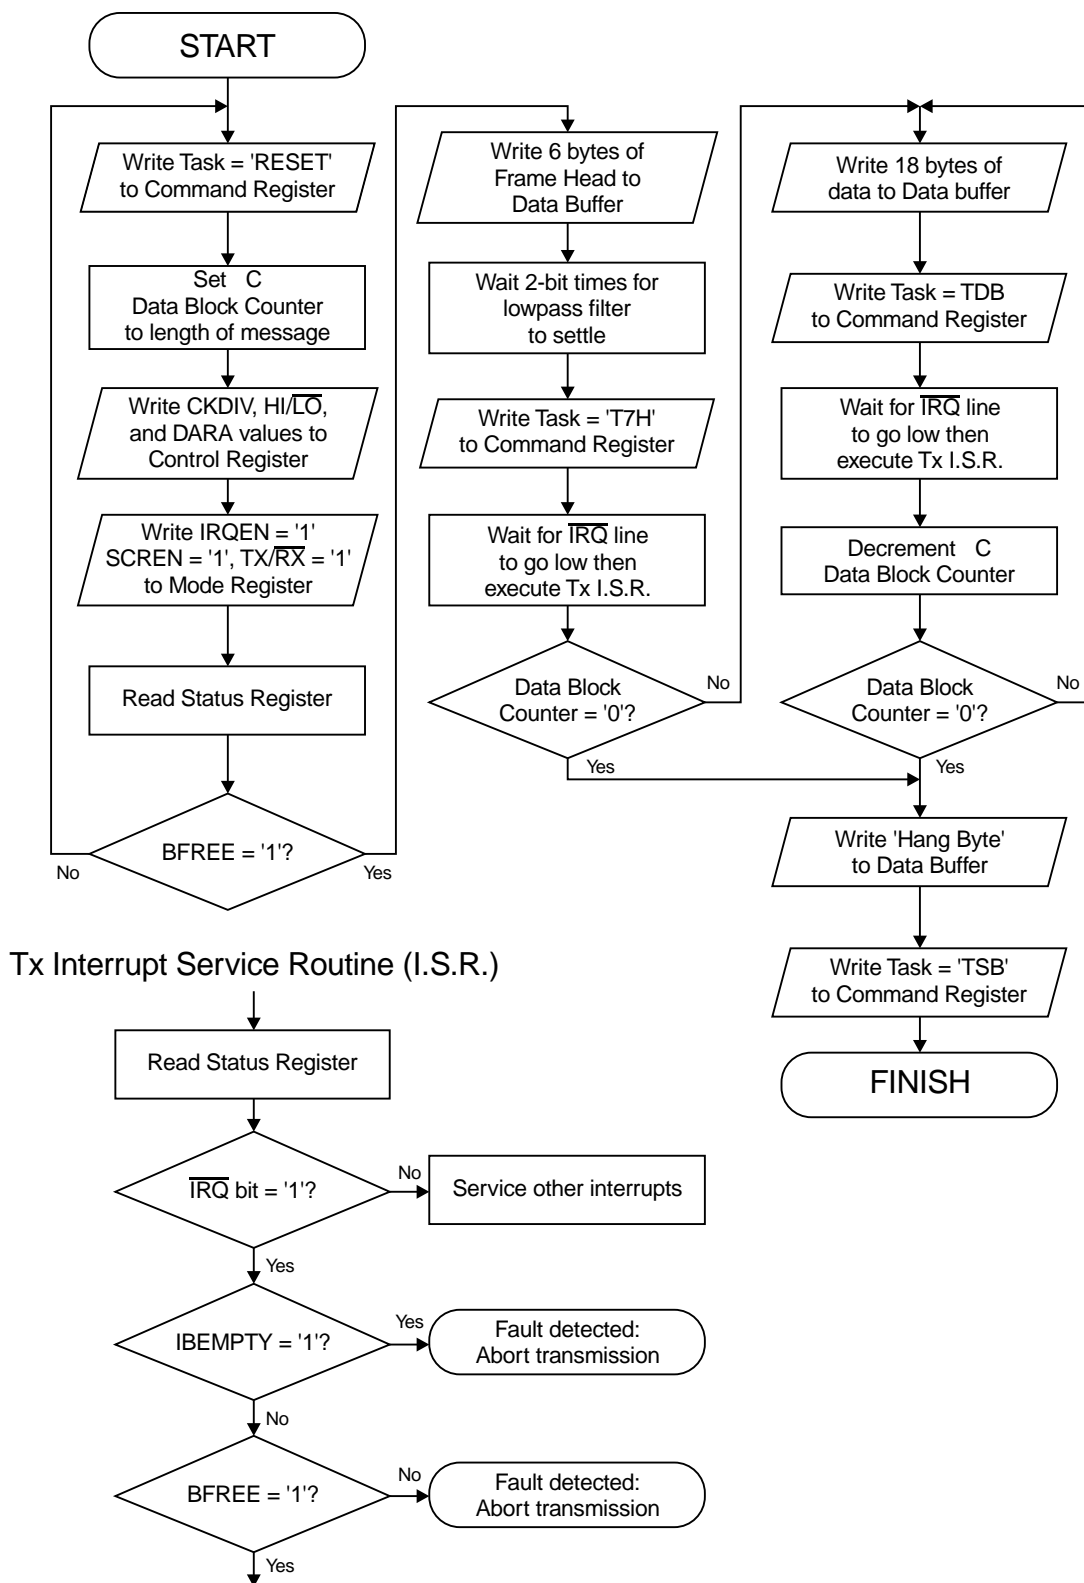 START
Write Task = 'RESET'
to Command Register
Set C
Data Block Counter
to length of message
Write CKDIV, HI/L̅O̅,
and DARA values to
Control Register
Write IRQEN = '1'
SCREN = '1', TX/R̅X̅ = '1'
to Mode Register
Read Status Register
BFREE = '1'?
No
Yes
Write 6 bytes of
Frame Head to
Data Buffer
Wait 2-bit times for
lowpass filter
to settle
Write Task = 'T7H'
to Command Register
Wait for I̅R̅Q̅ line
to go low then
execute Tx I.S.R.
Data Block
Counter = '0'?
No
Yes
Write 18 bytes of
data to Data buffer
Write Task = TDB
to Command Register
Wait for I̅R̅Q̅ line
to go low then
execute Tx I.S.R.
Decrement C
Data Block Counter
Data Block
Counter = '0'?
No
Yes
Write 'Hang Byte'
to Data Buffer
Write Task = 'TSB'
to Command Register
FINISH
Tx Interrupt Service Routine (I.S.R.)
Read Status Register
I̅R̅Q̅ bit = '1'?
No
Service other interrupts
Yes
IBEMPTY = '1'?
Yes
Fault detected:
Abort transmission
No
BFREE = '1'?
No
Fault detected:
Abort transmission
Yes